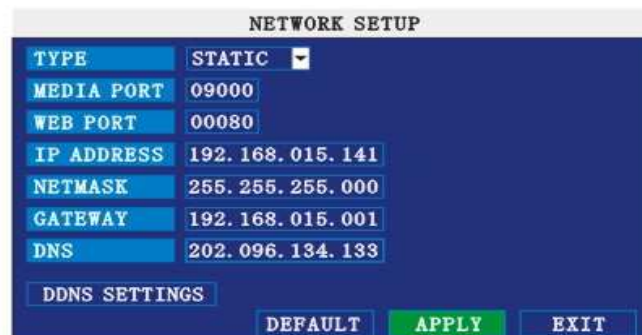 NETWORK SETUP
TYPE STATIC
MEDIA PORT 09000
WEB PORT 00080
IP ADDRESS 192.168.015.141
NETMASK 255.255.255.000
GATEWAY 192.168.015.001
DNS 202.096.134.133
DDNS SETTINGS
DEFAULT APPLY EXIT